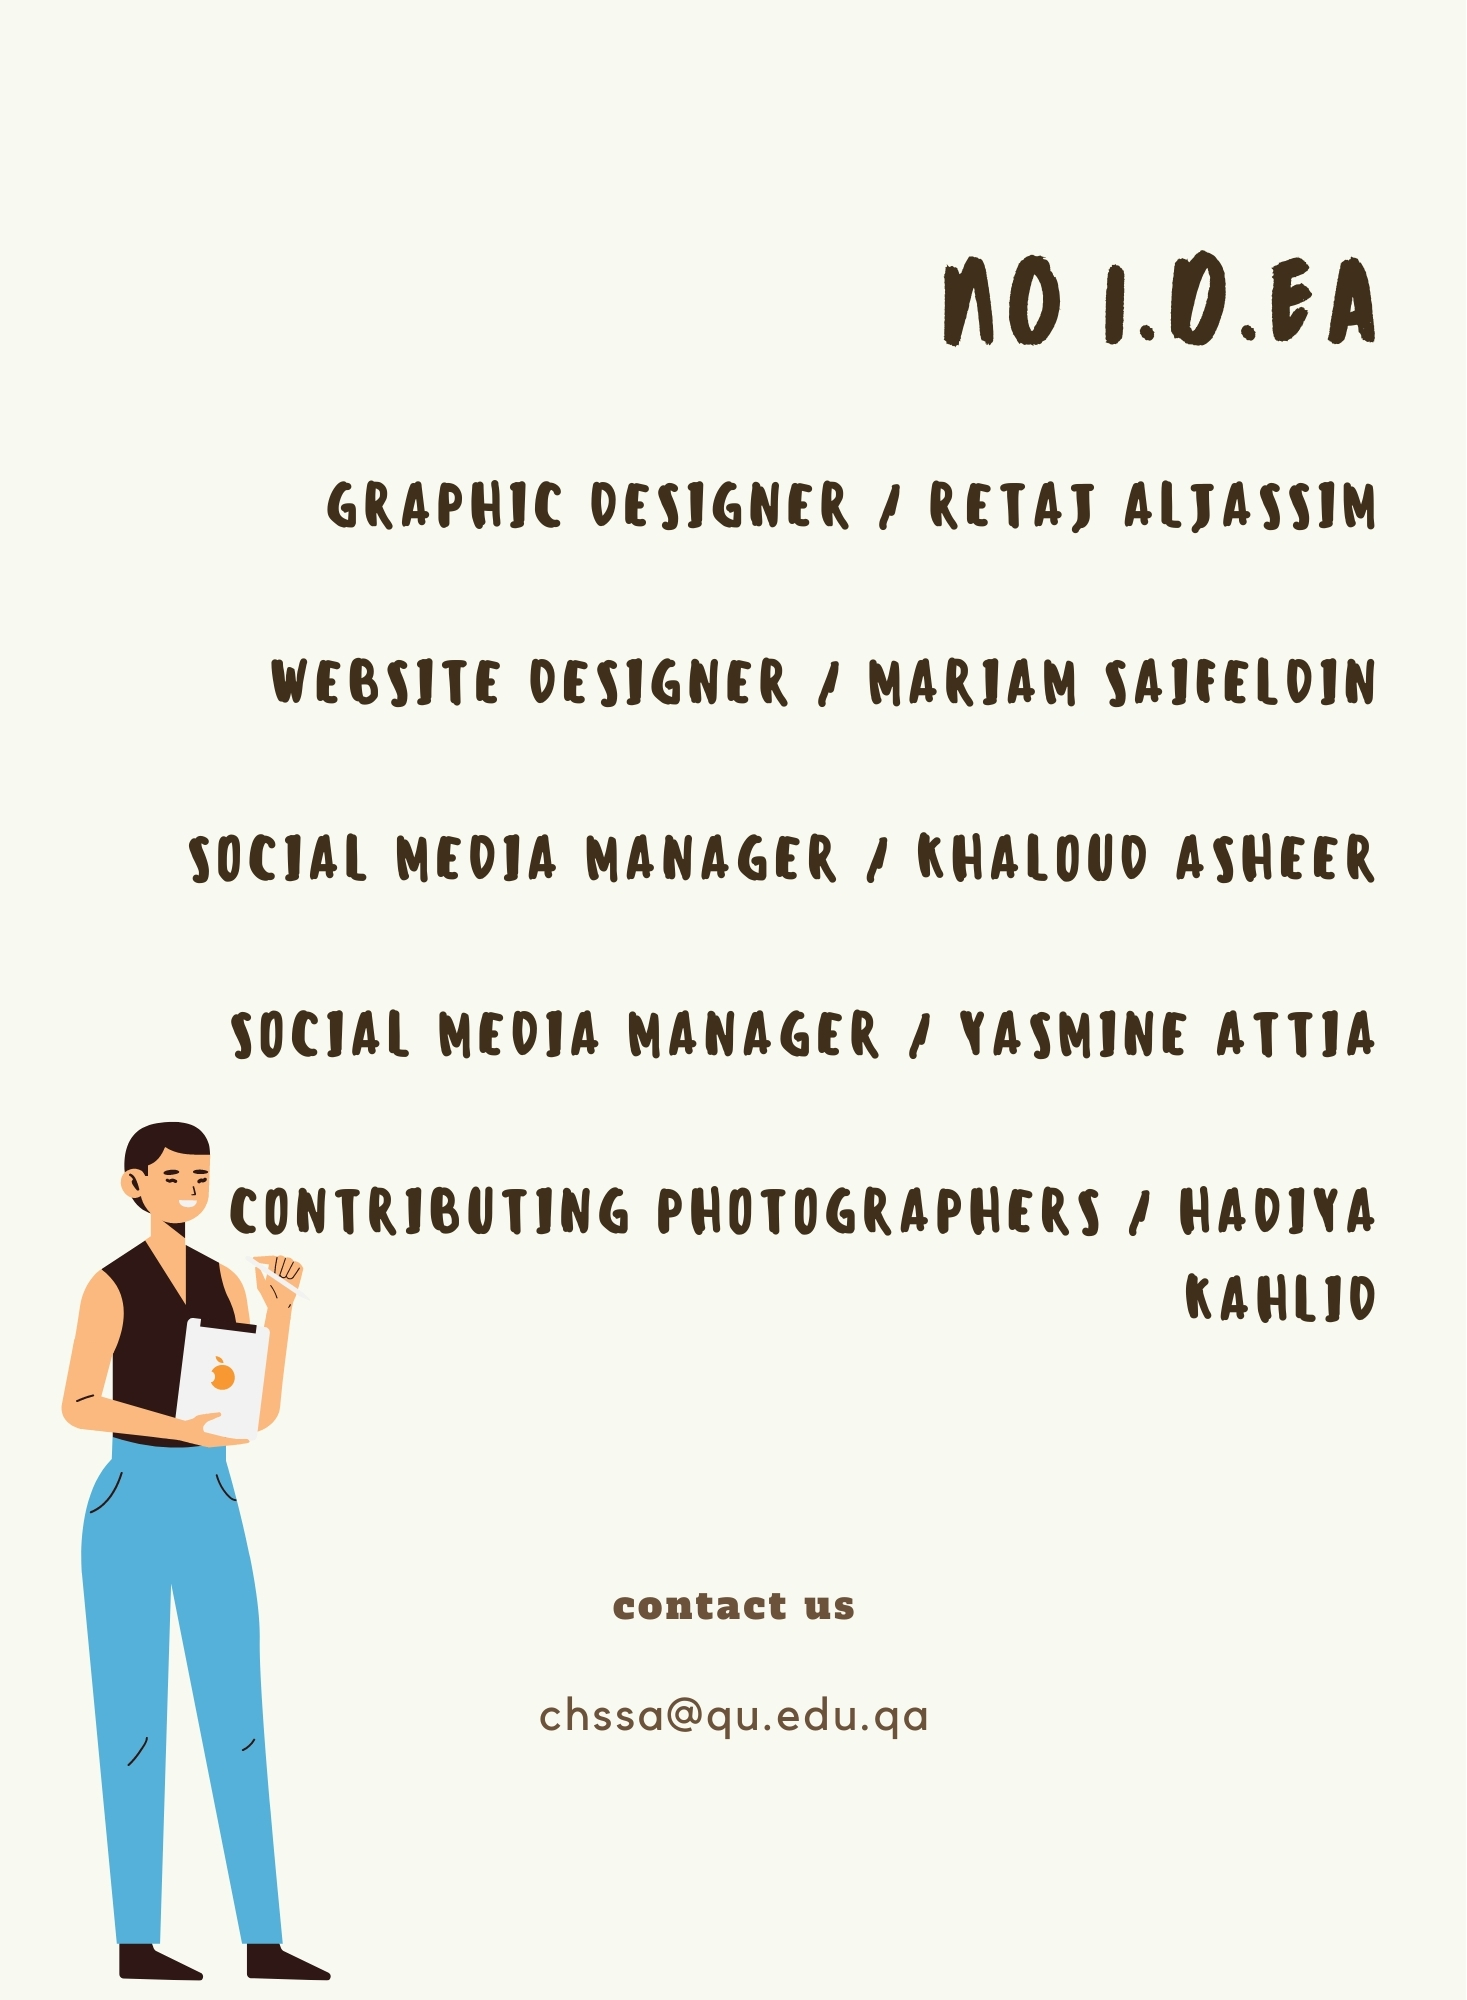 NO I.D.EA
GRAPHIC DESIGNER / RETAJ ALJASSIM
WEBSITE DESIGNER / MARIAM SAIFELDIN
SOCIAL MEDIA MANAGER / KHALOUD ASHEER
SOCIAL MEDIA MANAGER / YASMINE ATTIA
CONTRIBUTING PHOTOGRAPHERS / HADIYA
KAHLID
contact us
chssa@qu.edu.qa